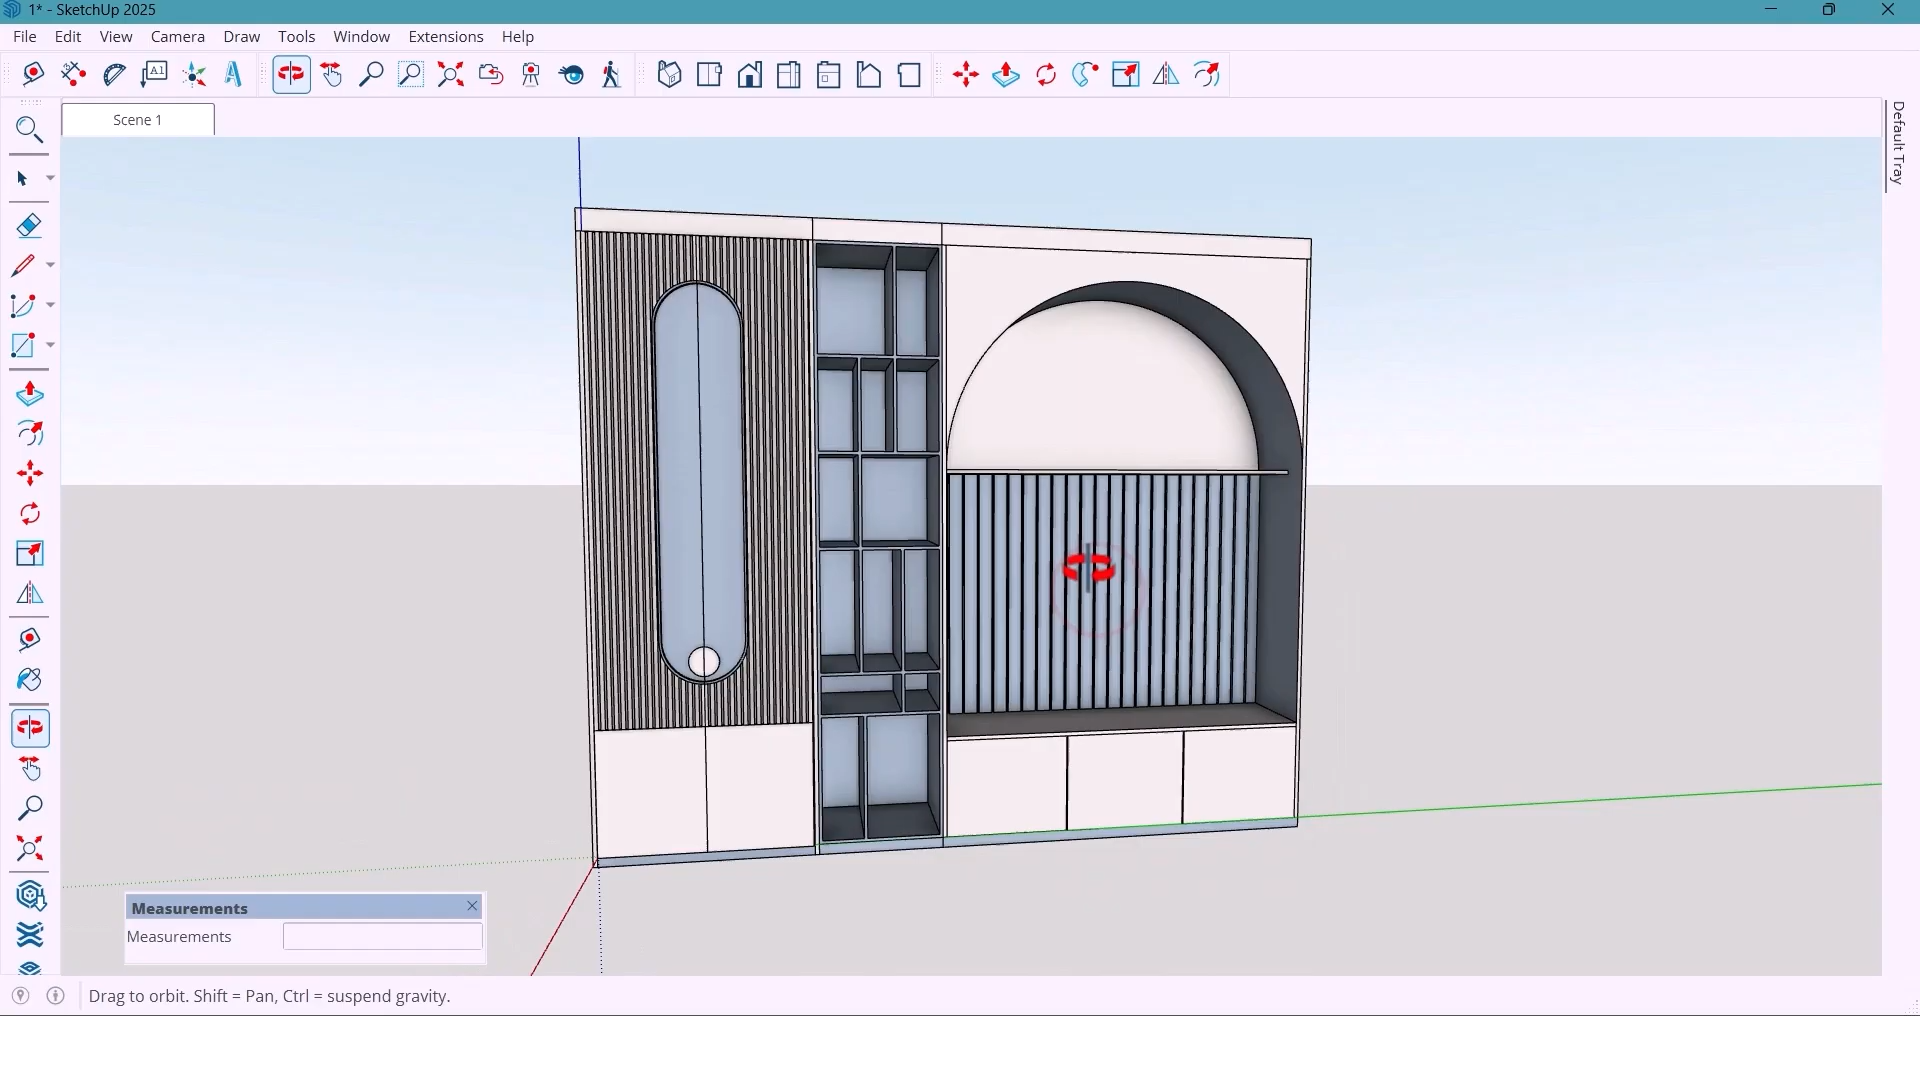 1* - SketchUp 2025
File Edit View Camera Draw Tools Window Extensions Help
A1
Scene 1
Default Tray
Measurements
Measurements
Drag to orbit. Shift = Pan, Ctrl = suspend gravity.